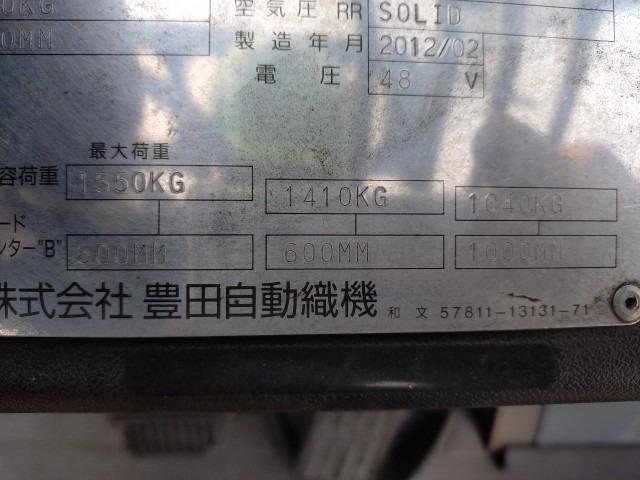 0KG 空気圧 RR SOLID
0MM 製造年月 2012/02
電圧 48 V
最大荷重
容荷重 1550KG 1410KG 1040KG
ード
ンター"B" 500MM 600MM 1000MM
株式会社 豊田自動織機 和文 57811-13131-71